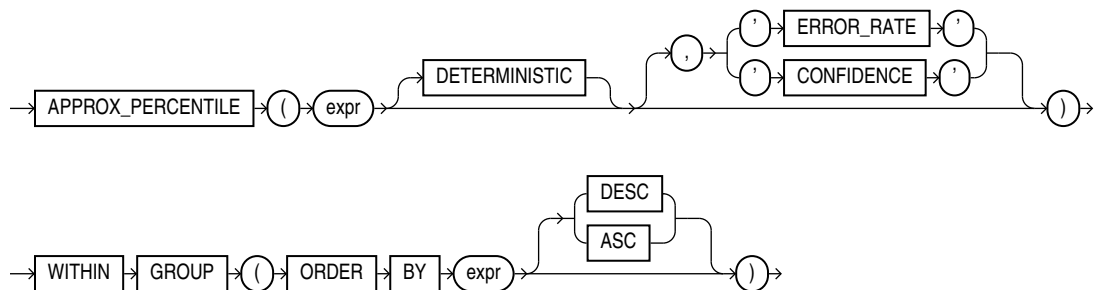 ' ERROR_RATE '
, ' CONFIDENCE '
DETERMINISTIC
APPROX_PERCENTILE ( expr )
DESC
ASC
WITHIN GROUP ( ORDER BY expr )